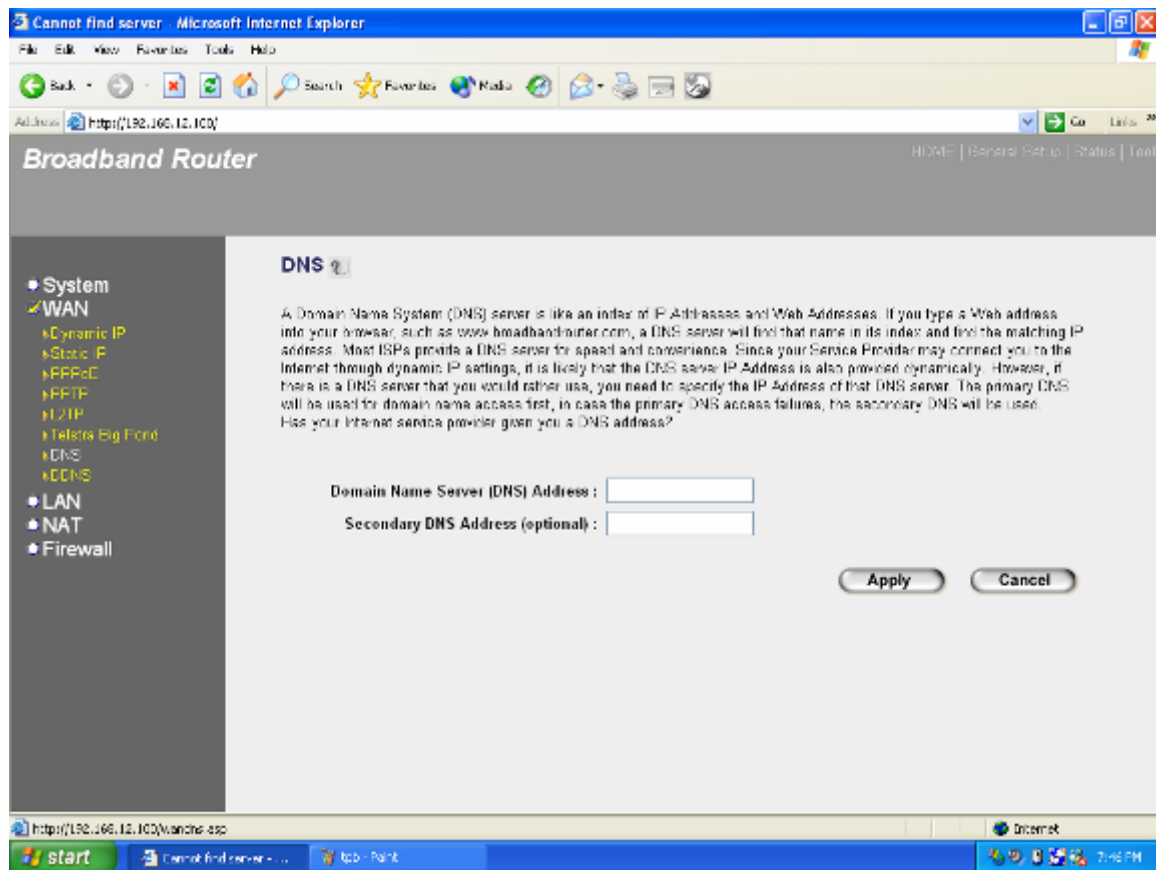 Cannot find server - Microsoft Internet Explorer
File Edit View Favorites Tools Help
Back Search Favorites Media
Address http://192.168.12.100/ Go Links »
Broadband Router
HOME | General Setup | Status | Tool
DNS
System
WAN
Dynamic IP
Static IP
PPPoE
PPTP
L2TP
Telstra Big Pond
DNS
DDNS
LAN
NAT
Firewall
A Domain Name System (DNS) server is like an index of IP Addresses and Web Addresses. If you type a Web address
into your browser, such as www.broadbandrouter.com, a DNS server will find that name in its index and find the matching IP
address. Most ISPs provide a DNS server for speed and convenience. Since your Service Provider may connect you to the
Internet through dynamic IP settings, it is likely that the DNS server IP Address is also provided dynamically. However, if
there is a DNS server that you would rather use, you need to specify the IP Address of that DNS server. The primary DNS
will be used for domain name access first, in case the primary DNS access failures, the secondary DNS will be used.
Has your Internet service provider given you a DNS address?
Domain Name Server (DNS) Address :
Secondary DNS Address (optional) :
Apply Cancel
http://192.168.12.100/wandns.asp Internet
start Cannot find server - ... - Paint 7:46 PM